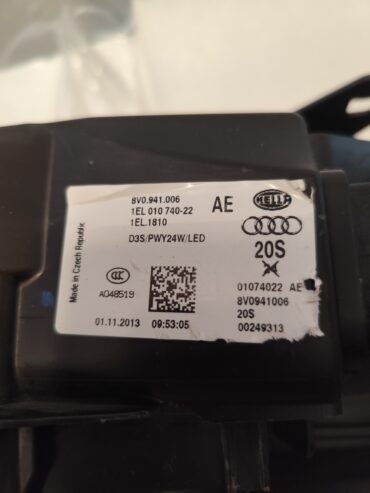 8V0.941.006
1EL 010 740-22
1EL.1810
AE
HELLA
D3S/PWY24W/LED
20S
Made in Czech Republic
CCC
A048519
01.11.2013 09:53:05
01074022 AE
8V0941006
20S
00249313